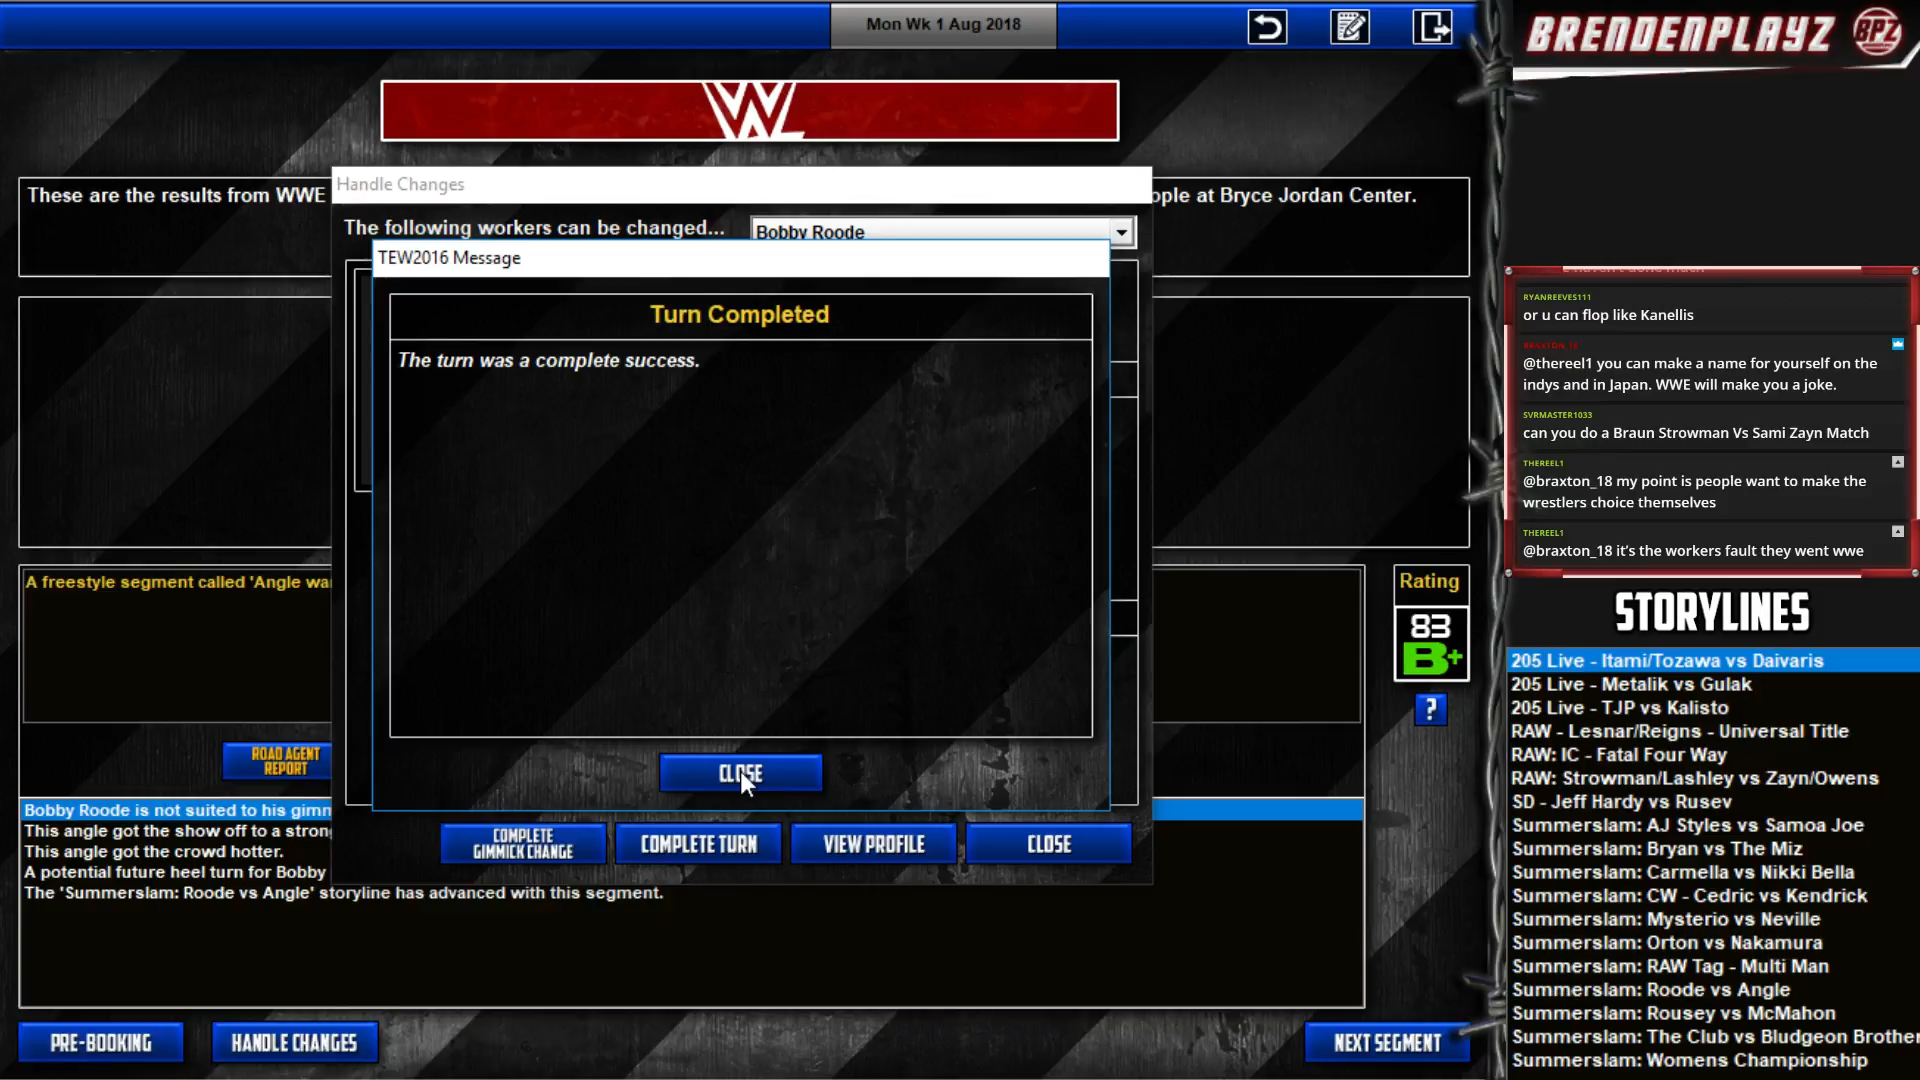 Mon Wk 1 Aug 2018
BRENDENPLAYZ
BPZ
W
These are the results from WWE
ople at Bryce Jordan Center.
Handle Changes
The following workers can be changed...
Bobby Roode
TEW2016 Message
Turn Completed
The turn was a complete success.
CLOSE
COMPLETE GIMMICK CHANGE
COMPLETE TURN
VIEW PROFILE
CLOSE
A freestyle segment called 'Angle wa
Rating
83
B+
?
ROAD AGENT REPORT
Bobby Roode is not suited to his gimm
This angle got the show off to a stron
This angle got the crowd hotter.
A potential future heel turn for Bobby
The 'Summerslam: Roode vs Angle' storyline has advanced with this segment.
PRE-BOOKING
HANDLE CHANGES
NEXT SEGMENT
RYANREEVES111
or u can flop like Kanellis
BRAXTON_18
@thereel1 you can make a name for yourself on the
indys and in Japan. WWE will make you a joke.
SVRMASTER1033
can you do a Braun Strowman Vs Sami Zayn Match
THEREEL1
@braxton_18 my point is people want to make the
wrestlers choice themselves
THEREEL1
@braxton_18 it's the workers fault they went wwe
STORYLINES
205 Live - Itami/Tozawa vs Daivaris
205 Live - Metalik vs Gulak
205 Live - TJP vs Kalisto
RAW - Lesnar/Reigns - Universal Title
RAW: IC - Fatal Four Way
RAW: Strowman/Lashley vs Zayn/Owens
SD - Jeff Hardy vs Rusev
Summerslam: AJ Styles vs Samoa Joe
Summerslam: Bryan vs The Miz
Summerslam: Carmella vs Nikki Bella
Summerslam: CW - Cedric vs Kendrick
Summerslam: Mysterio vs Neville
Summerslam: Orton vs Nakamura
Summerslam: RAW Tag - Multi Man
Summerslam: Roode vs Angle
Summerslam: Rousey vs McMahon
Summerslam: The Club vs Bludgeon Brother
Summerslam: Womens Championship